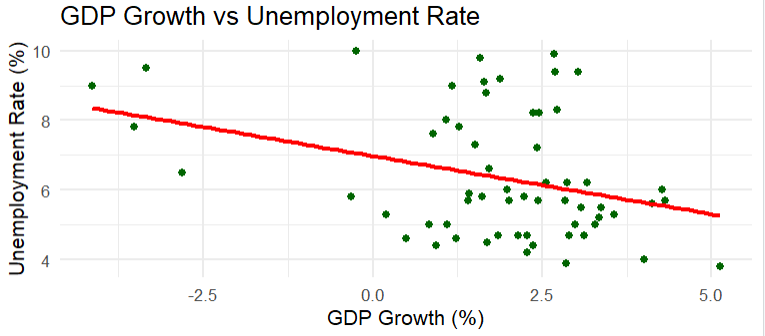 GDP Growth vs Unemployment Rate
Unemployment Rate (%)
10
8
6
4
-2.5 0.0 2.5 5.0
GDP Growth (%)